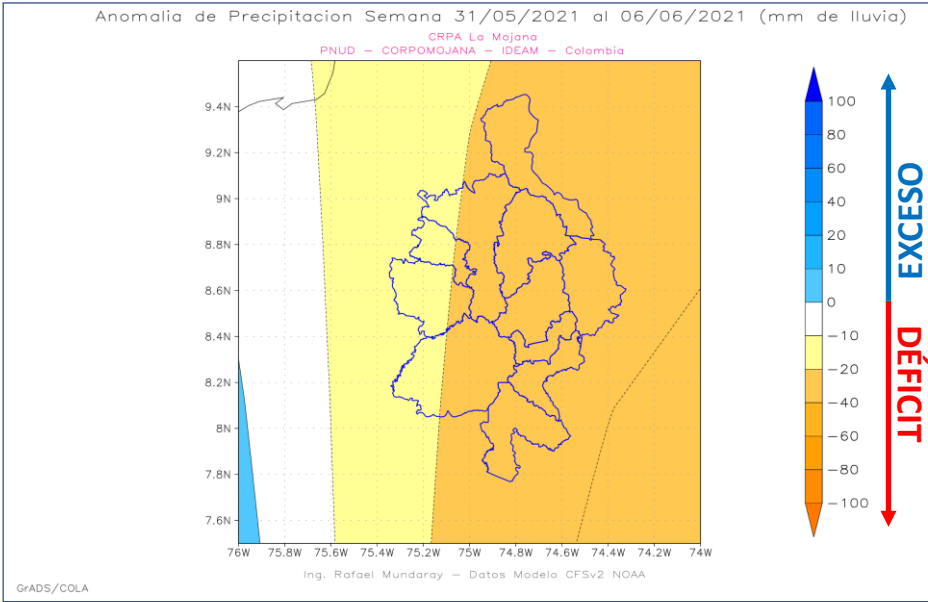 Anomalia de Precipitacion Semana 31/05/2021 al 06/06/2021 (mm de lluvia)
CRPA La Mojana
PNUD – CORPOMOJANA – IDEAM – Colombia
9.4N
9.2N
9N
8.8N
8.6N
8.4N
8.2N
8N
7.8N
7.6N
76W 75.8W 75.6W 75.4W 75.2W 75W 74.8W 74.6W 74.4W 74.2W 74W
100
80
60
40
20
10
0
−10
−20
−40
−60
−80
−100
EXCESO
DÉFICIT
Ing. Rafael Mundaray – Datos Modelo CFSv2 NOAA
GrADS/COLA